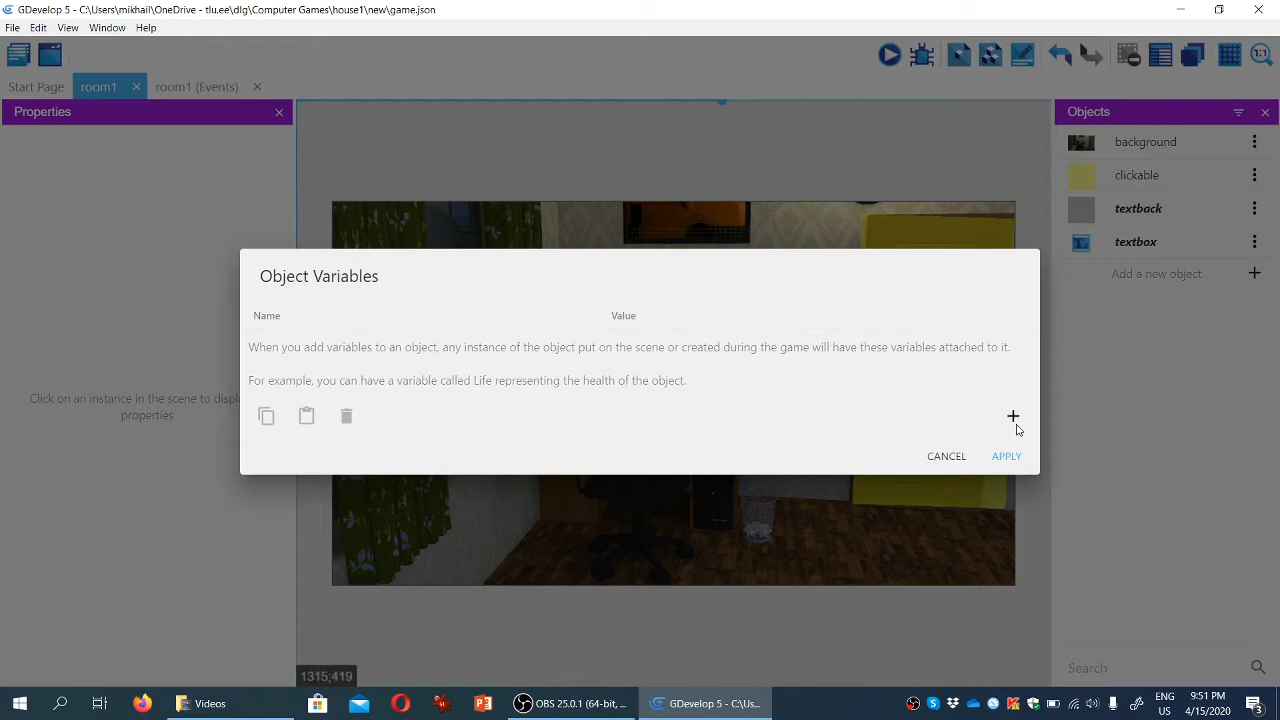 GDevelop 5 - C:\Users\mikhail\OneDrive - tlu.ee\dlg\Computer Games\house1\new\game.json
File Edit View Window Help
1:1
Start Page room1 room1 (Events)
Properties
Objects
background
clickable
textback
textbox
Add a new object
Click on an instance in the scene to displ
properties
Object Variables
Name Value
When you add variables to an object, any instance of the object put on the scene or created during the game will have these variables attached to it.
For example, you can have a variable called Life representing the health of the object.
CANCEL APPLY
1315;419
Search
Videos
OBS 25.0.1 (64-bit, ...
GDevelop 5 - C:\Us...
ENG
US
9:51 PM
4/15/2020
3